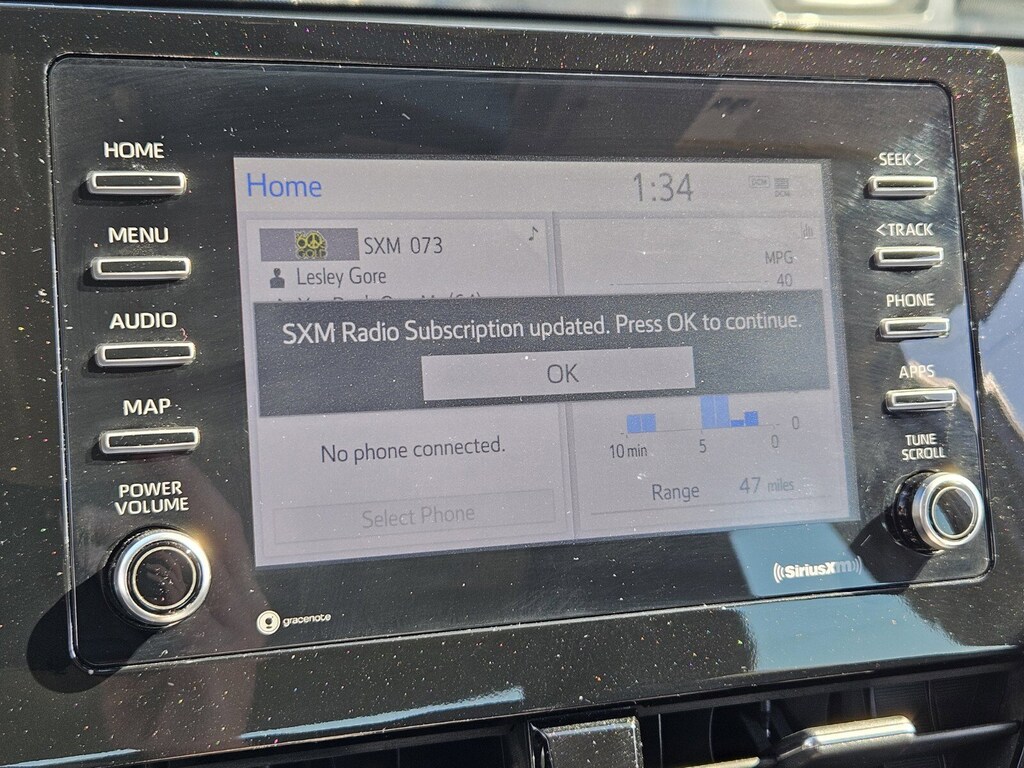 HOME
MENU
AUDIO
MAP
POWER
VOLUME
Home
1:34
DCM
GOLD
SXM 073
Lesley Gore
MPG
40
SXM Radio Subscription updated. Press OK to continue.
OK
No phone connected.
Select Phone
0
10 min
5
0
Range
47 miles
SEEK >
< TRACK
PHONE
APPS
TUNE
SCROLL
gracenote
((SiriusXM))